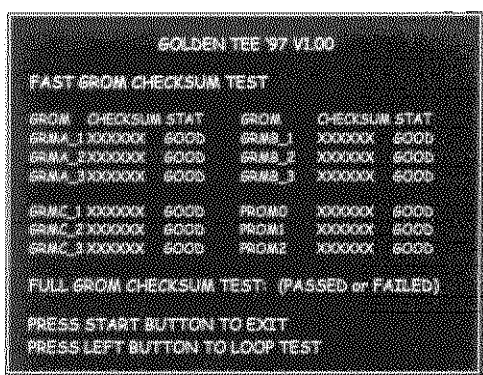 GOLDEN TEE '97 V1.00
FAST GROM CHECKSUM TEST
GROM CHECKSUM STAT GROM CHECKSUM STAT
GRMA_1 XXXXXX GOOD GRMB_1 XXXXXX GOOD
GRMA_2 XXXXXX GOOD GRMB_2 XXXXXX GOOD
GRMA_3 XXXXXX GOOD GRMB_3 XXXXXX GOOD
GRMC_1 XXXXXX GOOD PROM0 XXXXXX GOOD
GRMC_2 XXXXXX GOOD PROM1 XXXXXX GOOD
GRMC_3 XXXXXX GOOD PROM2 XXXXXX GOOD
FULL GROM CHECKSUM TEST: (PASSED or FAILED)
PRESS START BUTTON TO EXIT
PRESS LEFT BUTTON TO LOOP TEST